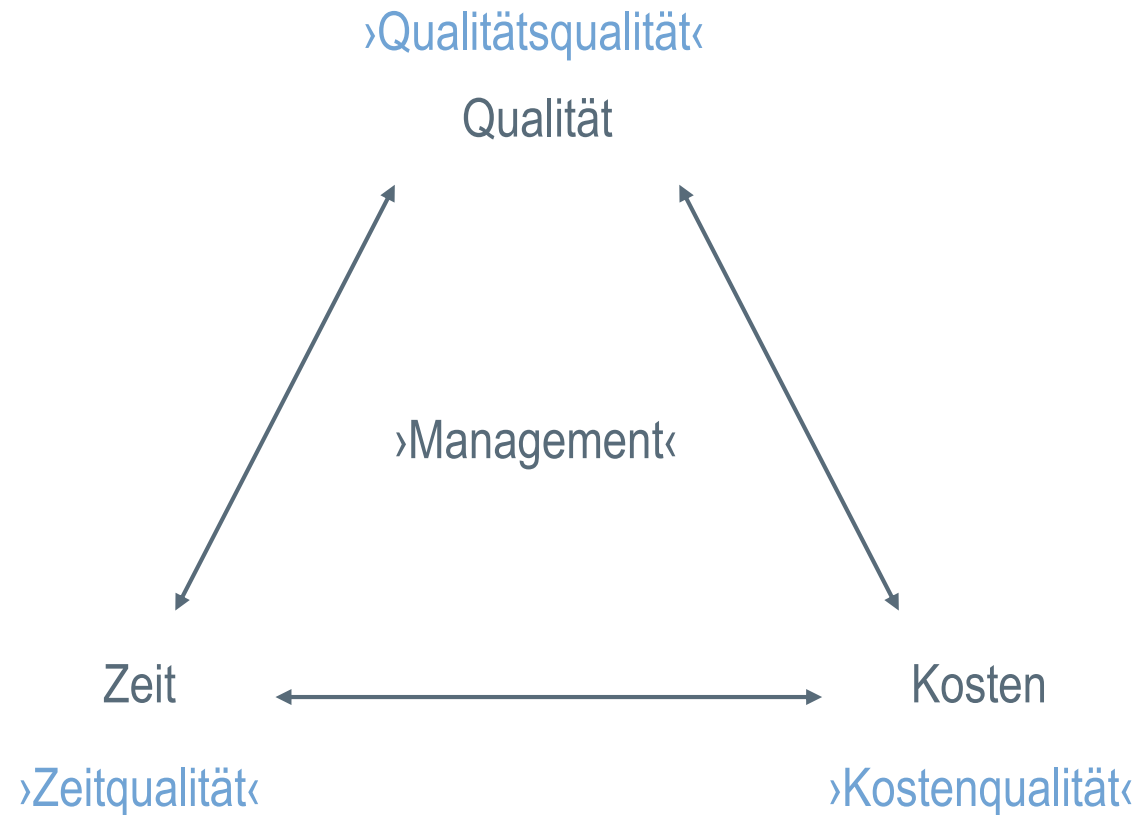 ›Qualitätsqualität‹
Qualität
›Management‹
Zeit
Kosten
›Zeitqualität‹
›Kostenqualität‹